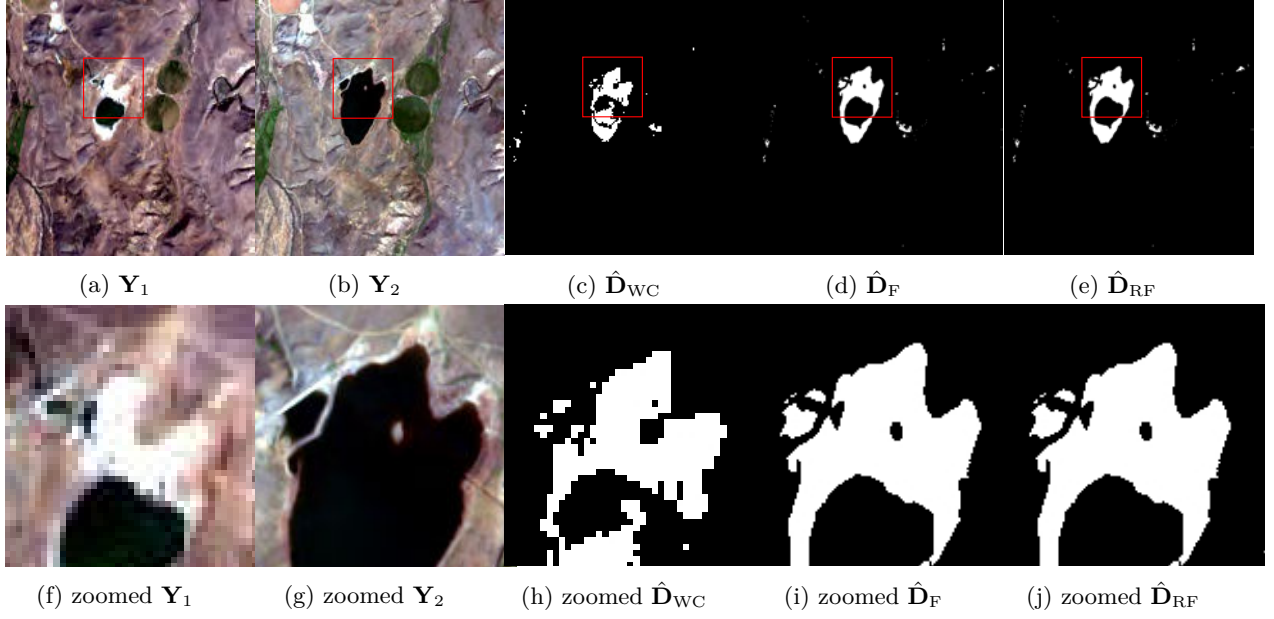 (a) Y₁ (b) Y₂ (c) D̂_WC (d) D̂_F (e) D̂_RF
(f) zoomed Y₁ (g) zoomed Y₂ (h) zoomed D̂_WC (i) zoomed D̂_F (j) zoomed D̂_RF